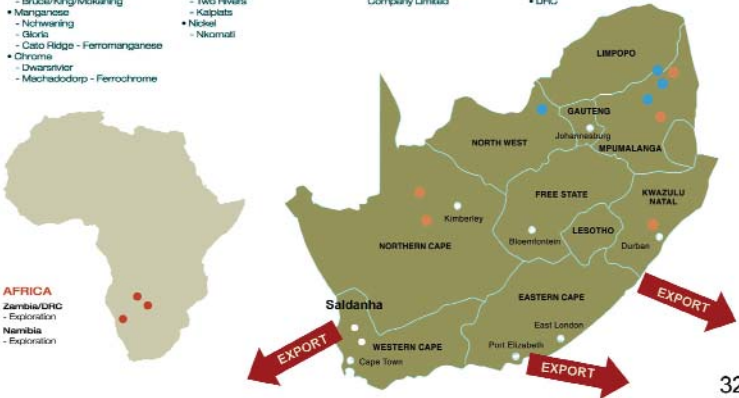 - Bruce/King/Mokaning
• Manganese
- Nchwaning
- Gloria
- Cato Ridge - Ferromanganese
• Chrome
- Dwarsrivier
- Machadodorp - Ferrochrome
- Two Rivers
- Kalplats
• Nickel
- Nkomati
Company Limited
• DRC
LIMPOPO
GAUTENG
Johannesburg
NORTH WEST
MPUMALANGA
FREE STATE
KWAZULU
NATAL
Kimberley
LESOTHO
Bloemfontein
Durban
NORTHERN CAPE
AFRICA
Zambia/DRC
- Exploration
Namibia
- Exploration
EXPORT
EASTERN CAPE
Saldanha
East London
WESTERN CAPE
Port Elizabeth
EXPORT
Cape Town
EXPORT
32